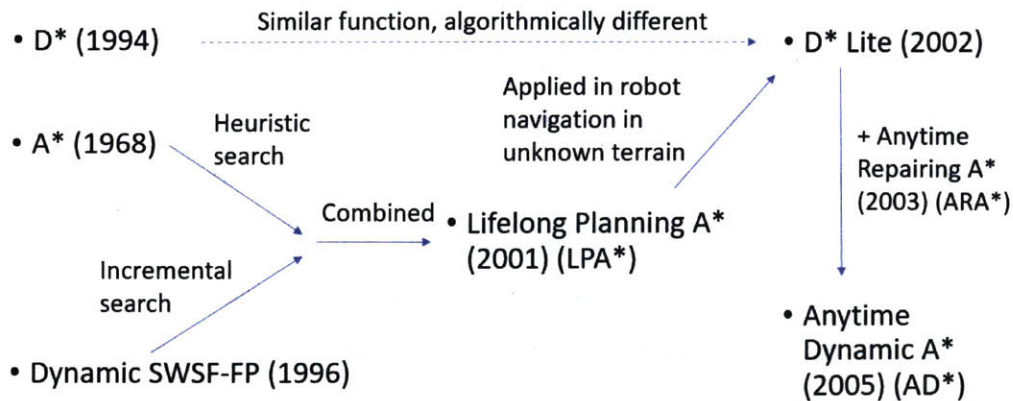 Similar function, algorithmically different
• D* (1994)
• D* Lite (2002)
Applied in robot
navigation in
unknown terrain
• A* (1968)
Heuristic
search
+ Anytime
Repairing A*
(2003) (ARA*)
Combined
• Lifelong Planning A*
(2001) (LPA*)
Incremental
search
• Dynamic SWSF-FP (1996)
• Anytime
Dynamic A*
(2005) (AD*)